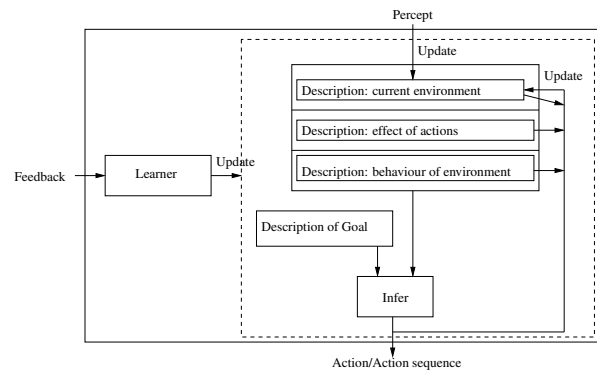 Percept
Update
Update
Description: current environment
Description: effect of actions
Update
Description: behaviour of environment
Feedback
Learner
Description of Goal
Infer
Action/Action sequence